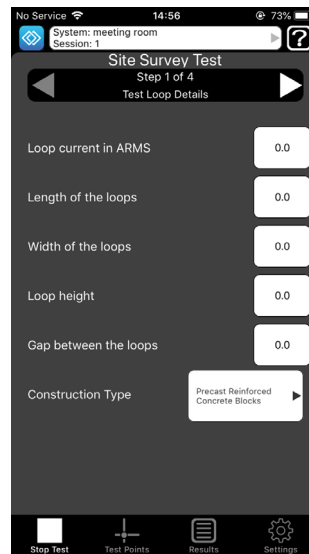 No Service 14:56 73%
System: meeting room
Session: 1
?
Site Survey Test
Step 1 of 4
Test Loop Details
Loop current in ARMS 0.0
Length of the loops 0.0
Width of the loops 0.0
Loop height 0.0
Gap between the loops 0.0
Construction Type Precast Reinforced
Concrete Blocks
Stop Test Test Points Results Settings